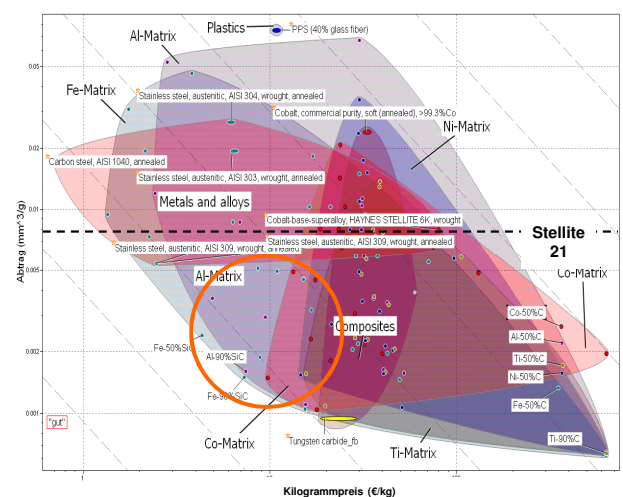 Plastics
PPS (40% glass fiber)
Al-Matrix
Fe-Matrix
Stainless steel, austenitic, AISI 304, wrought, annealed
Cobalt, commercial purity, soft (annealed), >99.3%Co
Ni-Matrix
Carbon steel, AISI 1040, annealed
Stainless steel, austenitic, AISI 303, wrought, annealed
Metals and alloys
Cobalt-base-superalloy, HAYNES STELLITE 6K, wrought
Stellite
21
Stainless steel, austenitic, AISI 309, wrought, annealed
Stainless steel, austenitic, AISI 309, wrought, annealed
Al-Matrix
Co-Matrix
Co-50%C
Composites
Al-50%C
Fe-50%SiC
Al-90%SiC
Ti-50%C
Ni-50%C
Fe-90%SiC
Fe-50%C
"gut"
Co-Matrix
Tungsten carbide_fb
Ti-Matrix
Ti-90%C
Abtrag (mm^3/g)
0.05
0.02
0.01
0.005
0.002
0.001
1
10
100
Kilogrammpreis (€/kg)